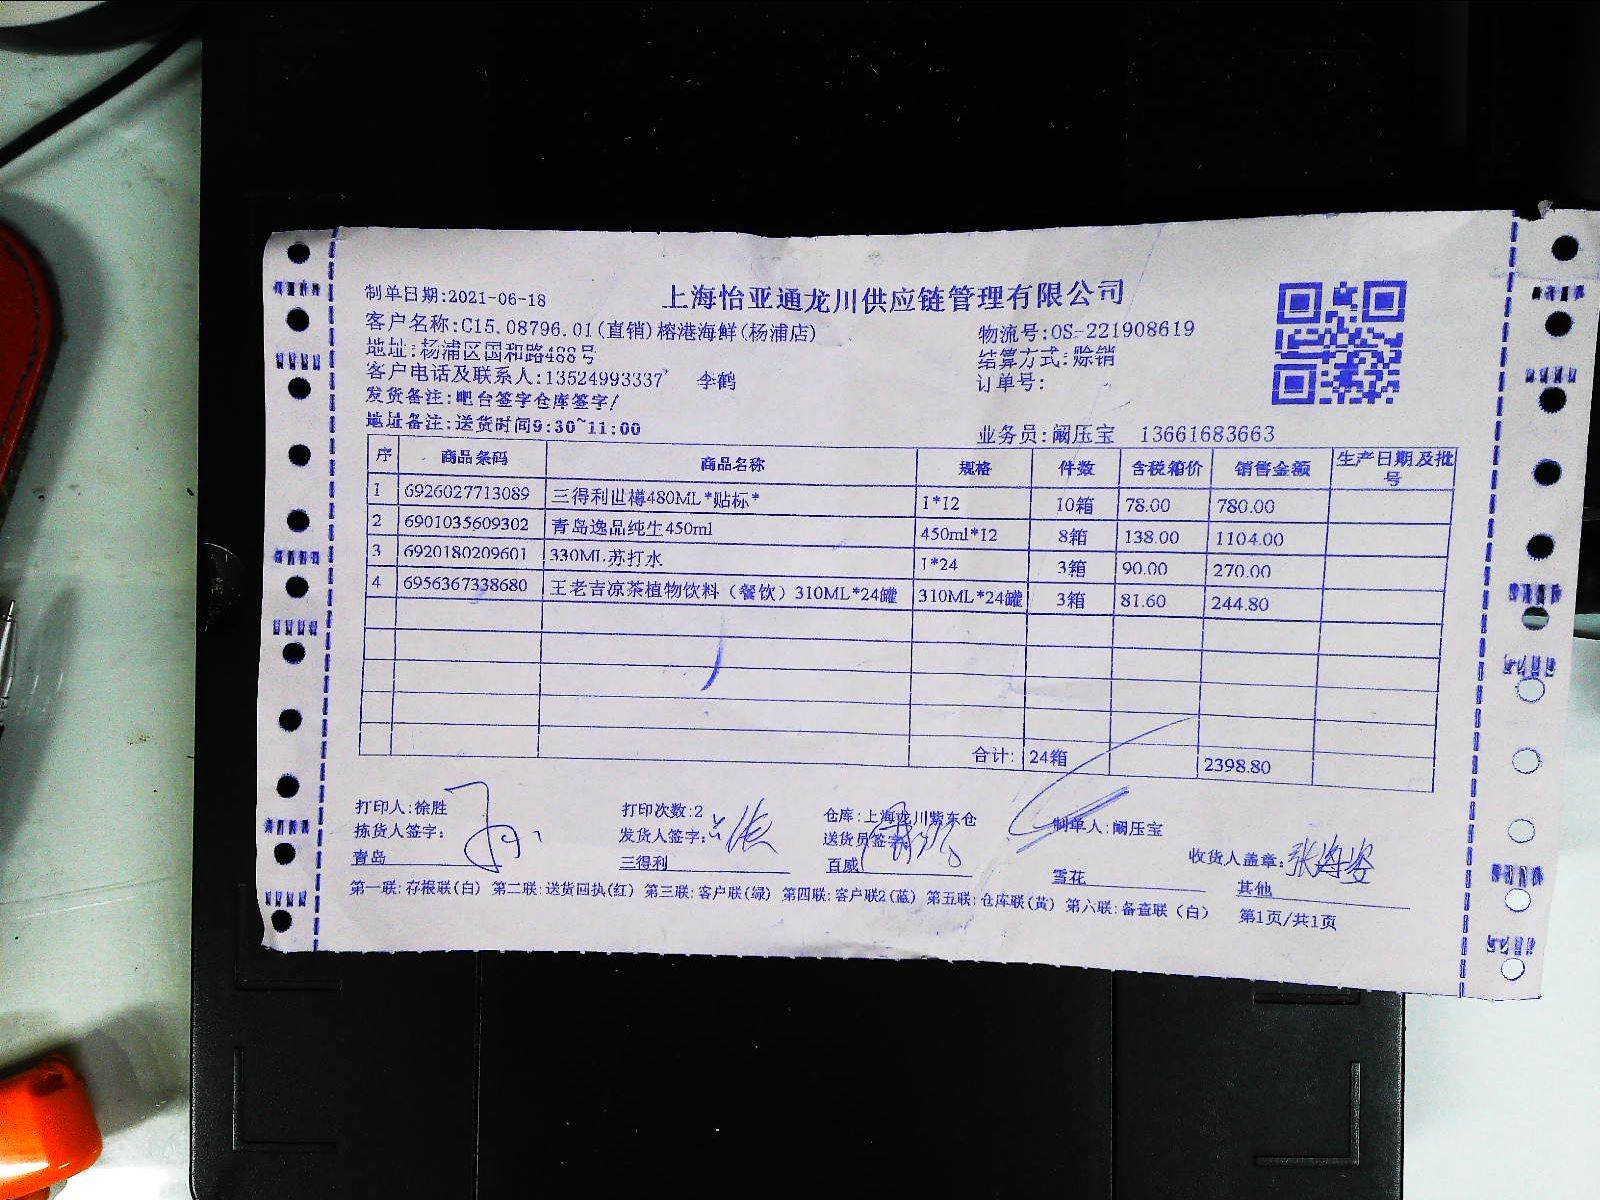 上海怡亚通龙川供应链管理有限公司
制单日期:2021-06-18
客户名称:C15.08796.01(直销)榕港海鲜(杨浦店) 物流号:OS-221908619
地址:杨浦区国和路488号 结算方式:赊销
客户电话及联系人:13524993337 李鹤 订单号:
发货备注:吧台签字仓库签字/
地址备注:送货时间9:30~11:00 业务员:阚压宝 13661683663
序 商品条码 商品名称 规格 件数 含税箱价 销售金额 生产日期及批号
1 6926027713089 三得利世樽480ML*贴标* 1*12 10箱 78.00 780.00
2 6901035609302 青岛逸品纯生450ml 450ml*12 8箱 138.00 1104.00
3 6920180209601 330ML苏打水 1*24 3箱 90.00 270.00
4 6956367338680 王老吉凉茶植物饮料（餐饮）310ML*24罐 310ML*24罐 3箱 81.60 244.80
合计: 24箱 2398.80
打印人:徐胜 打印次数:2 仓库:上海龙川紫东仓 制单人:阚压宝
拣货人签字: 发货人签字: 送货员签字: 收货人盖章:张海姿
青岛 三得利 百威 雪花 其他
第一联:存根联(白) 第二联:送货回执(红) 第三联:客户联(绿) 第四联:客户联2(蓝) 第五联:仓库联(黄) 第六联:备查联（白） 第1页/共1页